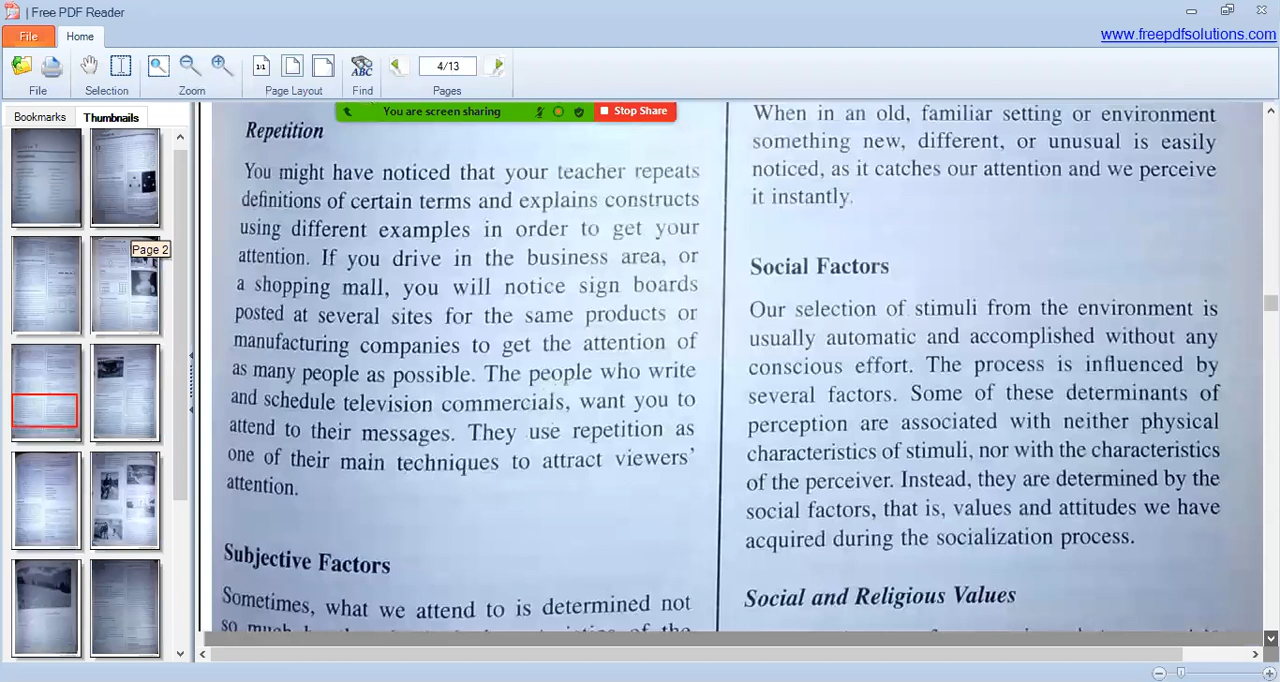 | Free PDF Reader
File
Home
www.freepdfsolutions.com
1:1
ABC
4/13
File
Selection
Zoom
Page Layout
Find
Pages
Bookmarks
Thumbnails
Page 2
You are screen sharing
Stop Share
Repetition
You might have noticed that your teacher repeats
definitions of certain terms and explains constructs
using different examples in order to get your
attention. If you drive in the business area, or
a shopping mall, you will notice sign boards
posted at several sites for the same products or
manufacturing companies to get the attention of
as many people as possible. The people who write
and schedule television commercials, want you to
attend to their messages. They use repetition as
one of their main techniques to attract viewers'
attention.
Subjective Factors
Sometimes, what we attend to is determined not
so much
of the
When in an old, familiar setting or environment
something new, different, or unusual is easily
noticed, as it catches our attention and we perceive
it instantly.
Social Factors
Our selection of stimuli from the environment is
usually automatic and accomplished without any
conscious effort. The process is influenced by
several factors. Some of these determinants of
perception are associated with neither physical
characteristics of stimuli, nor with the characteristics
of the perceiver. Instead, they are determined by the
social factors, that is, values and attitudes we have
acquired during the socialization process.
Social and Religious Values